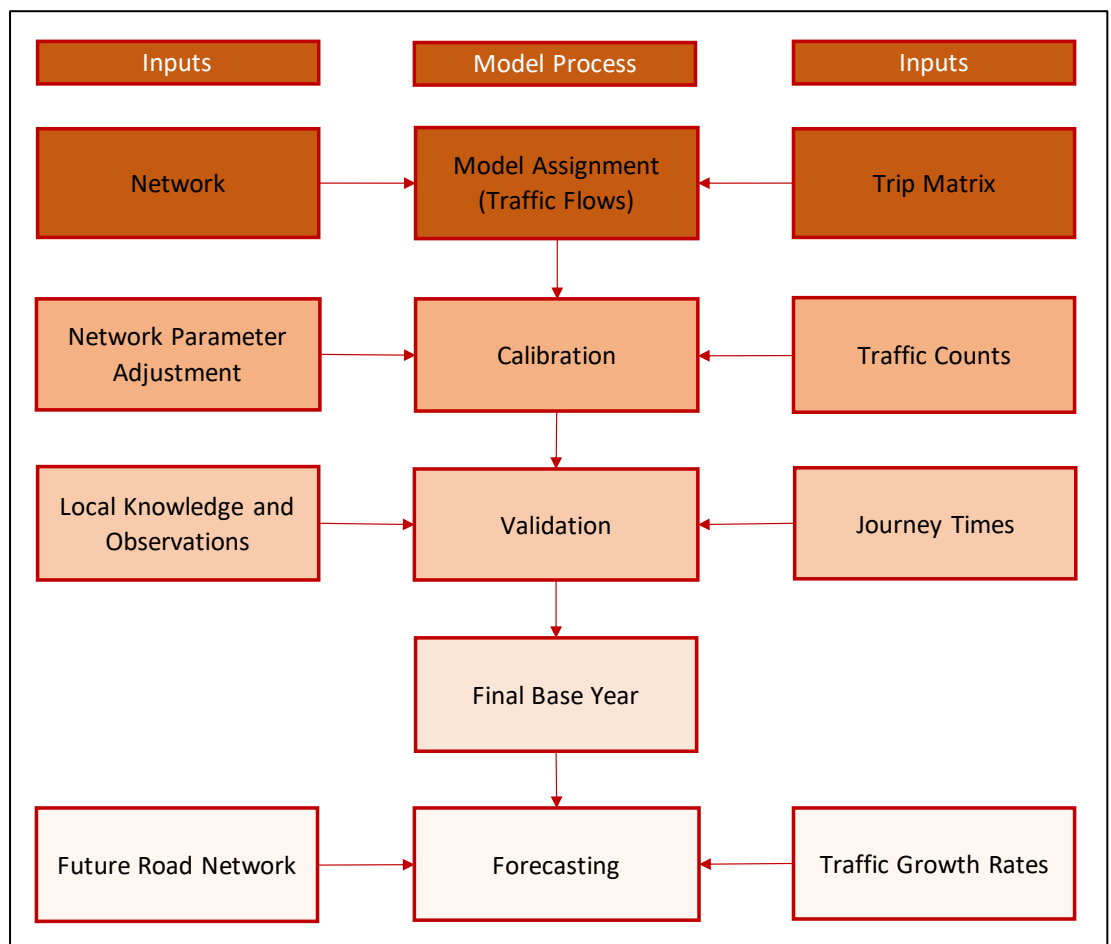 Inputs
Model Process
Inputs
Network
Model Assignment
(Traffic Flows)
Trip Matrix
Network Parameter
Adjustment
Calibration
Traffic Counts
Local Knowledge and
Observations
Validation
Journey Times
Final Base Year
Future Road Network
Forecasting
Traffic Growth Rates